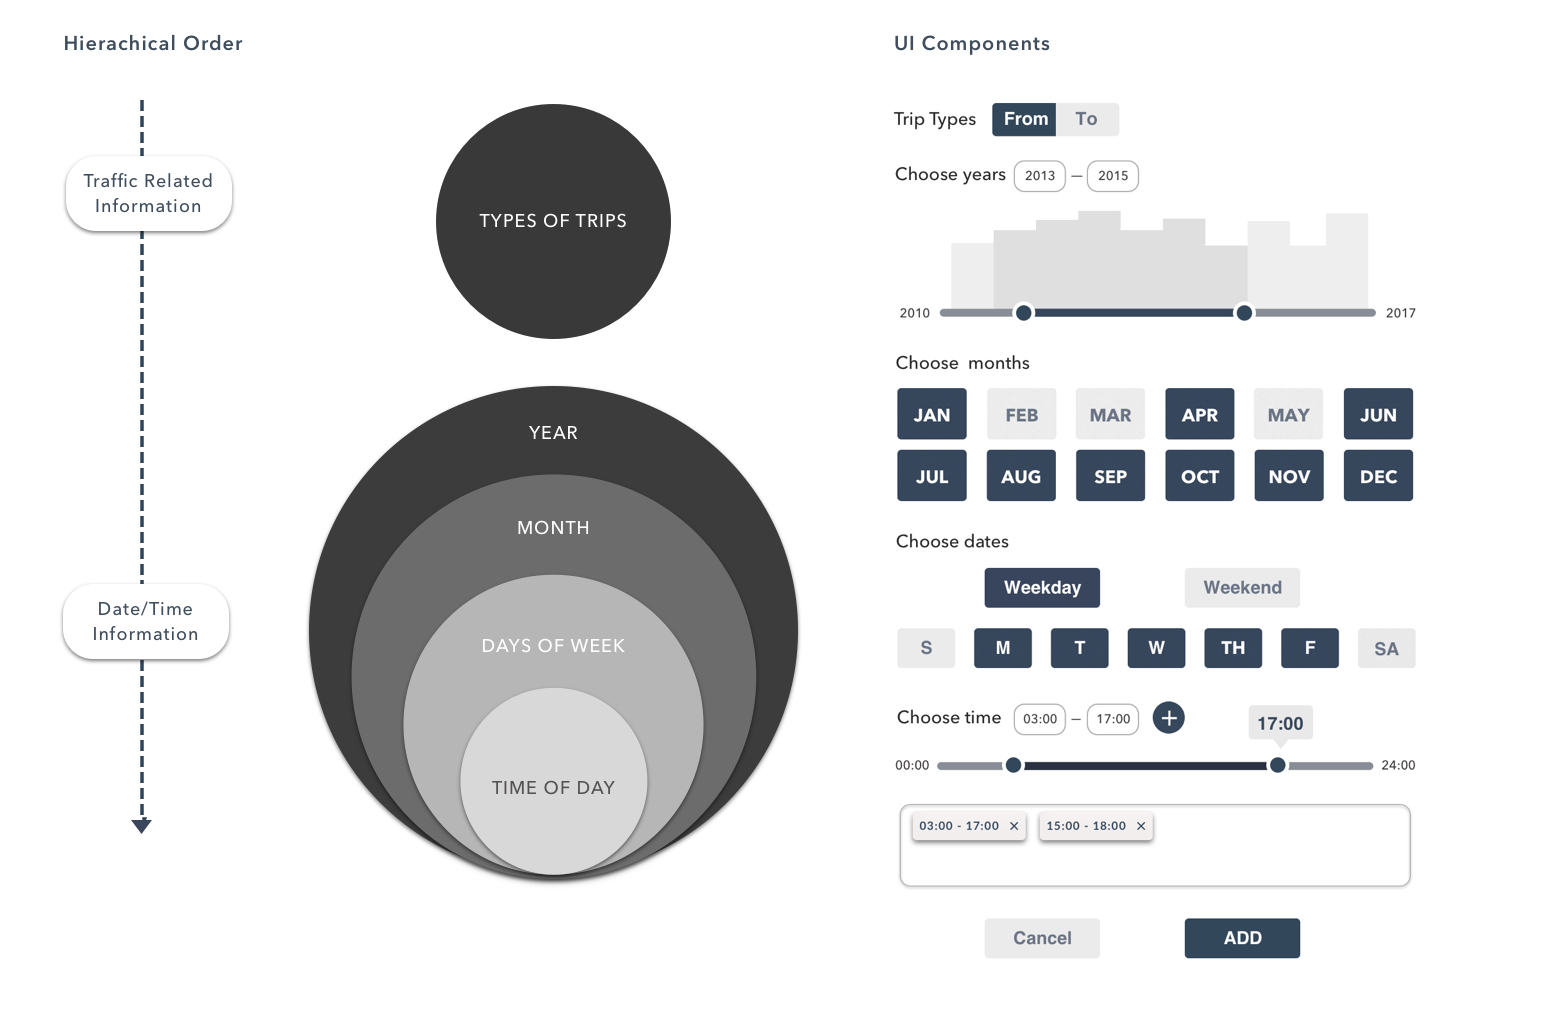 Hierachical Order
Traffic Related
Information
Date/Time
Information
TYPES OF TRIPS
YEAR
MONTH
DAYS OF WEEK
TIME OF DAY
UI Components
Trip Types From To
Choose years 2013 — 2015
2010 2017
Choose months
JAN FEB MAR APR MAY JUN
JUL AUG SEP OCT NOV DEC
Choose dates
Weekday Weekend
S M T W TH F SA
Choose time 03:00 — 17:00 + 17:00
00:00 24:00
03:00 - 17:00 × 15:00 - 18:00 ×
Cancel ADD